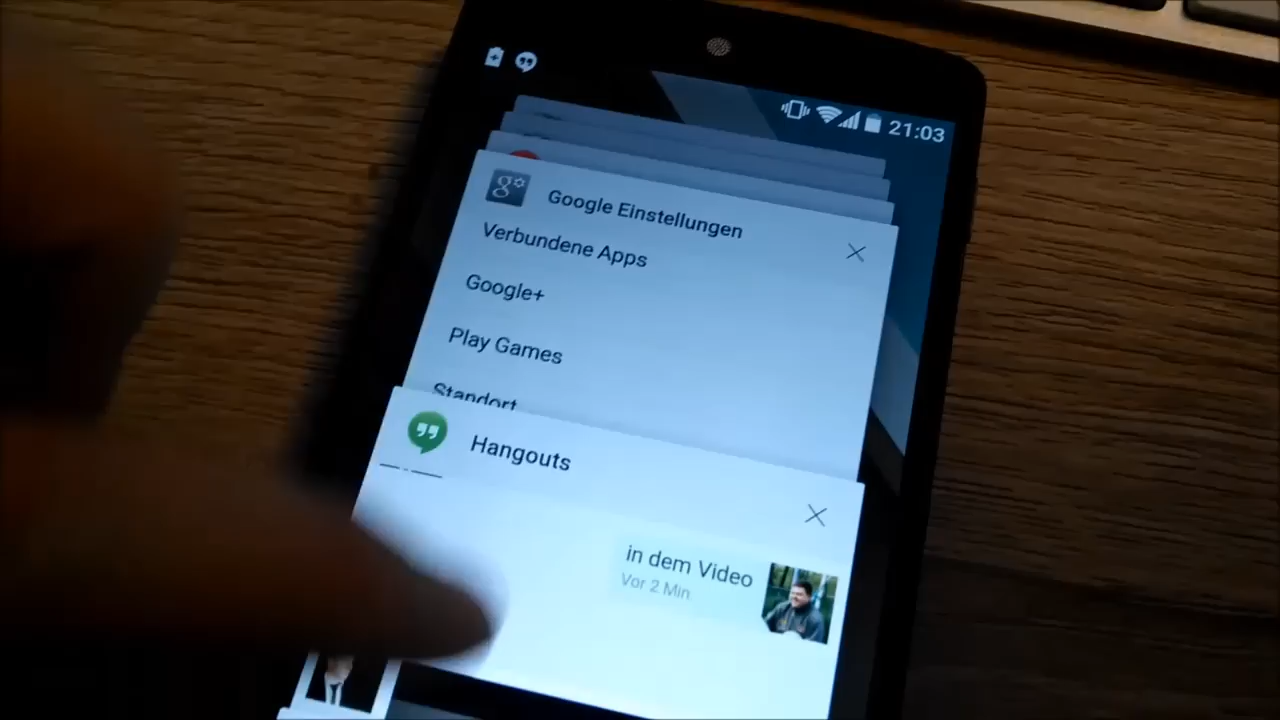 21:03
Google Einstellungen
Verbundene Apps
Google+
Play Games
Standort
Hangouts
in dem Video
Vor 2 Min.